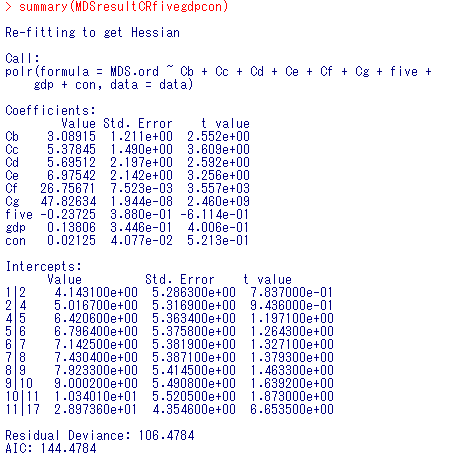 > summary(MDSresultCRfivegdpcon)
Re-fitting to get Hessian
Call:
polr(formula = MDS.ord ~ Cb + Cc + Cd + Ce + Cf + Cg + five +
gdp + con, data = data)
Coefficients:
Value Std. Error t value
Cb 3.08915 1.211e+00 2.552e+00
Cc 5.37845 1.490e+00 3.609e+00
Cd 5.69512 2.197e+00 2.592e+00
Ce 6.97542 2.142e+00 3.256e+00
Cf 26.75671 7.523e-03 3.557e+03
Cg 47.82634 1.944e-08 2.460e+09
five -0.23725 3.880e-01 -6.114e-01
gdp 0.13806 3.446e-01 4.006e-01
con 0.02125 4.077e-02 5.213e-01
Intercepts:
Value Std. Error t value
1|2 4.143100e+00 5.286300e+00 7.837000e-01
2|4 5.016700e+00 5.316900e+00 9.436000e-01
4|5 6.420600e+00 5.363400e+00 1.197100e+00
5|6 6.796400e+00 5.375800e+00 1.264300e+00
6|7 7.142500e+00 5.381900e+00 1.327100e+00
7|8 7.430400e+00 5.387100e+00 1.379300e+00
8|9 7.923300e+00 5.414500e+00 1.463300e+00
9|10 9.000200e+00 5.490800e+00 1.639200e+00
10|11 1.034010e+01 5.520500e+00 1.873000e+00
11|17 2.897360e+01 4.354600e+00 6.653500e+00
Residual Deviance: 106.4784
AIC: 144.4784